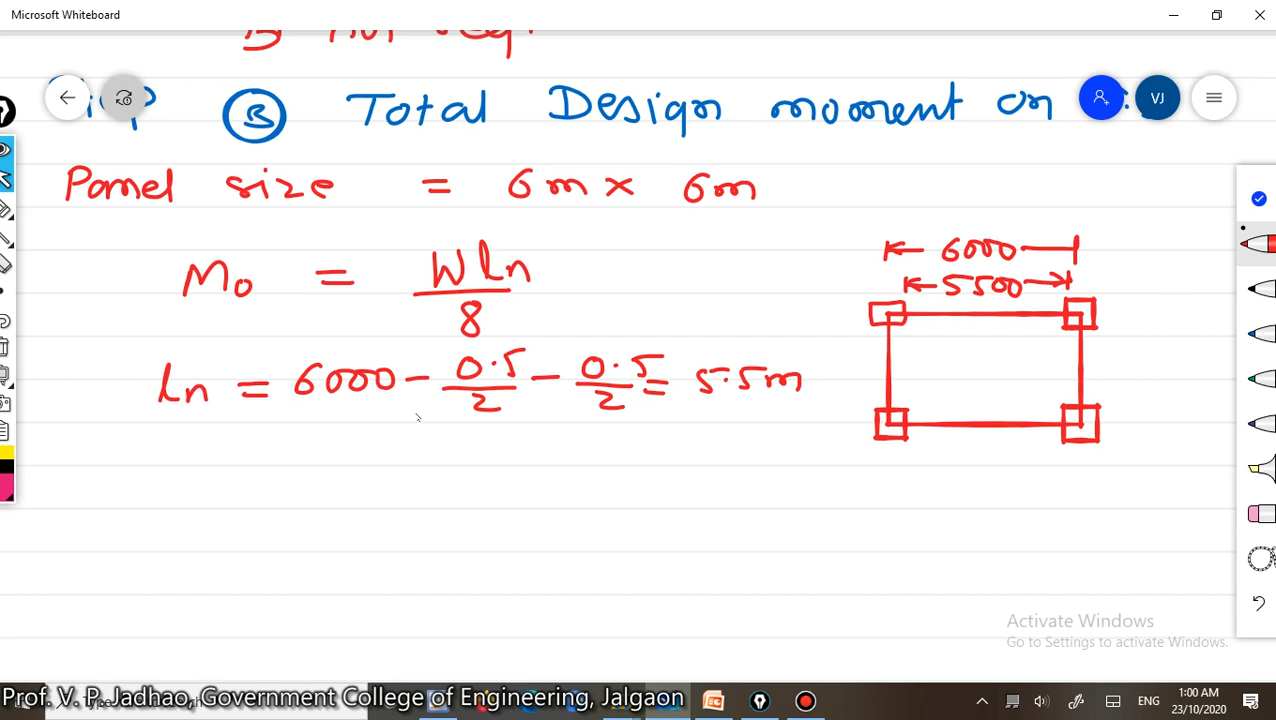 Microsoft Whiteboard
B not req.
B Total Design moment on :
VJ
Panel size = 6m x 6m
6000
Mo = Wln / 8
5500
ln = 6000 - 0.5/2 - 0.5/2 = 5.5m
Activate Windows
Go to Settings to activate Windows.
Prof. V. P. Jadhao, Government College of Engineering, Jalgaon
ENG
1:00 AM
23/10/2020